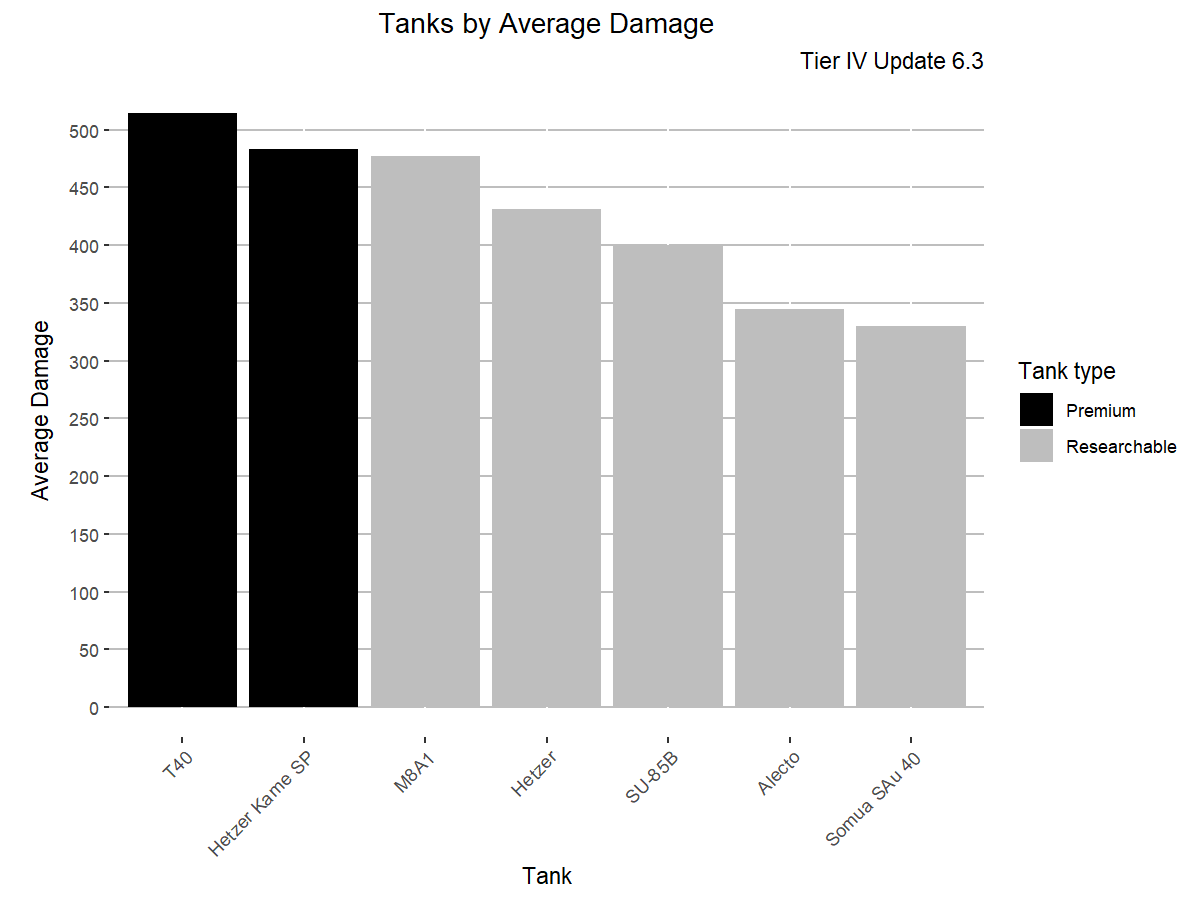 Tanks by Average Damage
Tier IV Update 6.3
Average Damage
500
450
400
350
300
250
200
150
100
50
0
T40
Hetzer Kame SP
M8A1
Hetzer
SU-85B
Alecto
Somua SAu 40
Tank
Tank type
Premium
Researchable